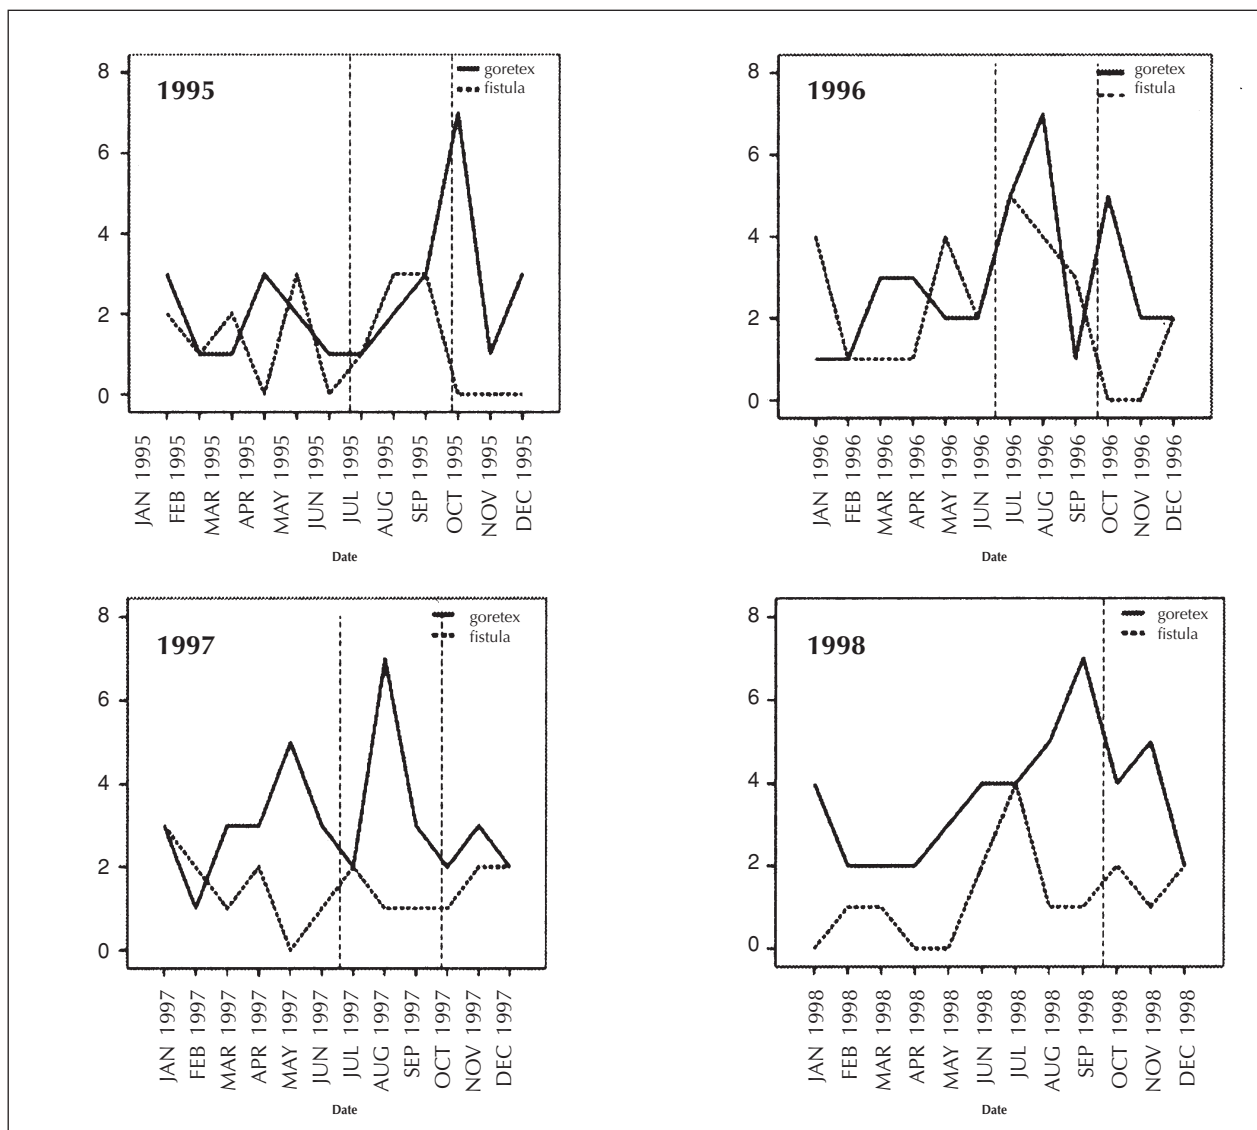 1995
goretex
fistula
8
6
4
2
0
JAN 1995
FEB 1995
MAR 1995
APR 1995
MAY 1995
JUN 1995
JUL 1995
AUG 1995
SEP 1995
OCT 1995
NOV 1995
DEC 1995
Date
1996
goretex
fistula
8
6
4
2
0
JAN 1996
FEB 1996
MAR 1996
APR 1996
MAY 1996
JUN 1996
JUL 1996
AUG 1996
SEP 1996
OCT 1996
NOV 1996
DEC 1996
Date
1997
goretex
fistula
8
6
4
2
0
JAN 1997
FEB 1997
MAR 1997
APR 1997
MAY 1997
JUN 1997
JUL 1997
AUG 1997
SEP 1997
OCT 1997
NOV 1997
DEC 1997
Date
1998
goretex
fistula
8
6
4
2
0
JAN 1998
FEB 1998
MAR 1998
APR 1998
MAY 1998
JUN 1998
JUL 1998
AUG 1998
SEP 1998
OCT 1998
NOV 1998
DEC 1998
Date